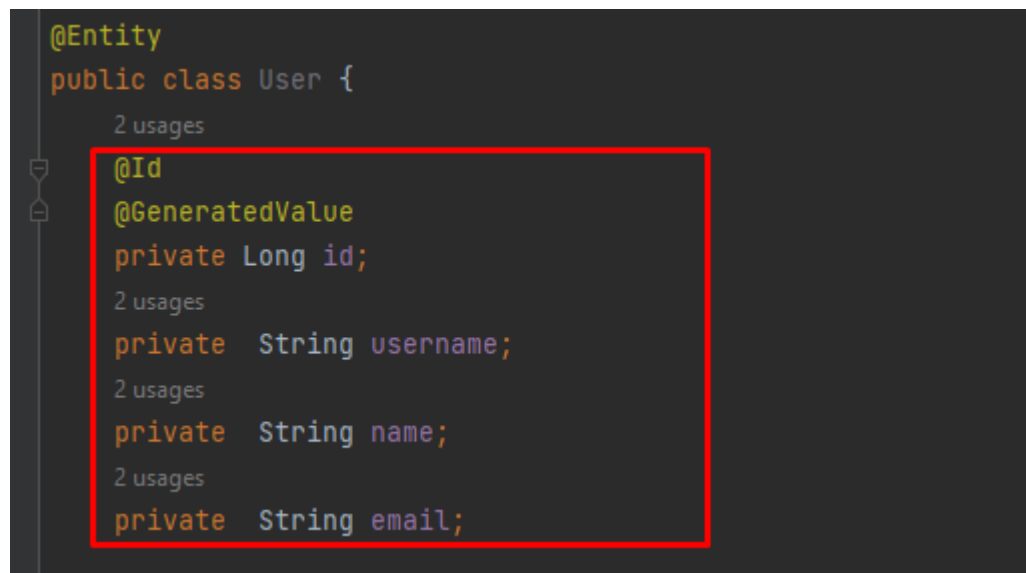 @Entity
public class User {
2 usages
@Id
@GeneratedValue
private Long id;
2 usages
private  String username;
2 usages
private  String name;
2 usages
private  String email;